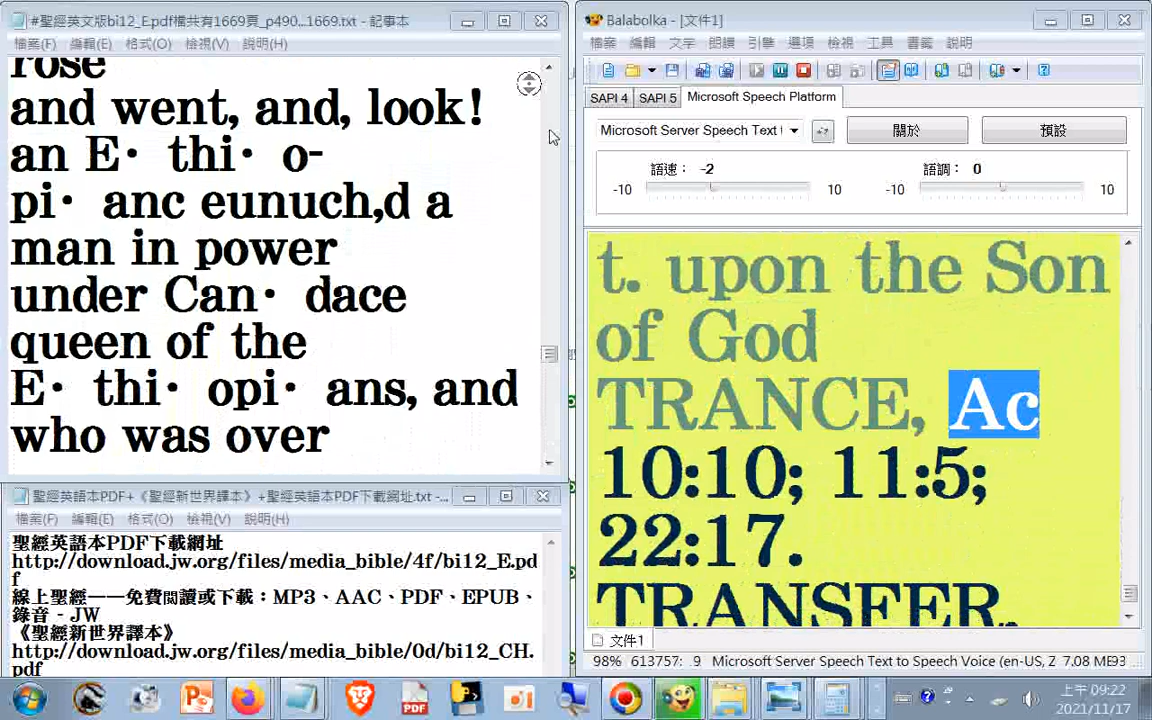 #聖經英文版bi12_E.pdf檔共有1669頁_p490...1669.txt - 記事本
檔案(F) 編輯(E) 格式(O) 檢視(V) 說明(H)
rose
and went, and, look!
an E· thi· o-
pi· anc eunuch,d a
man in power
under Can· dace
queen of the
E· thi· opi· ans, and
who was over
聖經英語本PDF+《聖經新世界譯本》+聖經英語本PDF下載網址.txt - ...
檔案(F) 編輯(E) 格式(O) 檢視(V) 說明(H)
聖經英語本PDF下載網址
http://download.jw.org/files/media_bible/4f/bi12_E.pd
f
線上聖經——免費閱讀或下載：MP3、AAC、PDF、EPUB、
錄音 - JW
《聖經新世界譯本》
http://download.jw.org/files/media_bible/0d/bi12_CH.
pdf
Balabolka - [文件1]
檔案 編輯 文字 朗讀 引擎 選項 檢視 工具 書籤 說明
SAPI 4 SAPI 5 Microsoft Speech Platform
Microsoft Server Speech Text 關於 預設
語速： -2 語調： 0
-10 10 -10 10
t. upon the Son
of God
TRANCE, Ac
10:10; 11:5;
22:17.
TRANSFER,
文件1
98% 613757: .9 Microsoft Server Speech Text to Speech Voice (en-US, Z 7.08 ME93
上午 09:22
2021/11/17